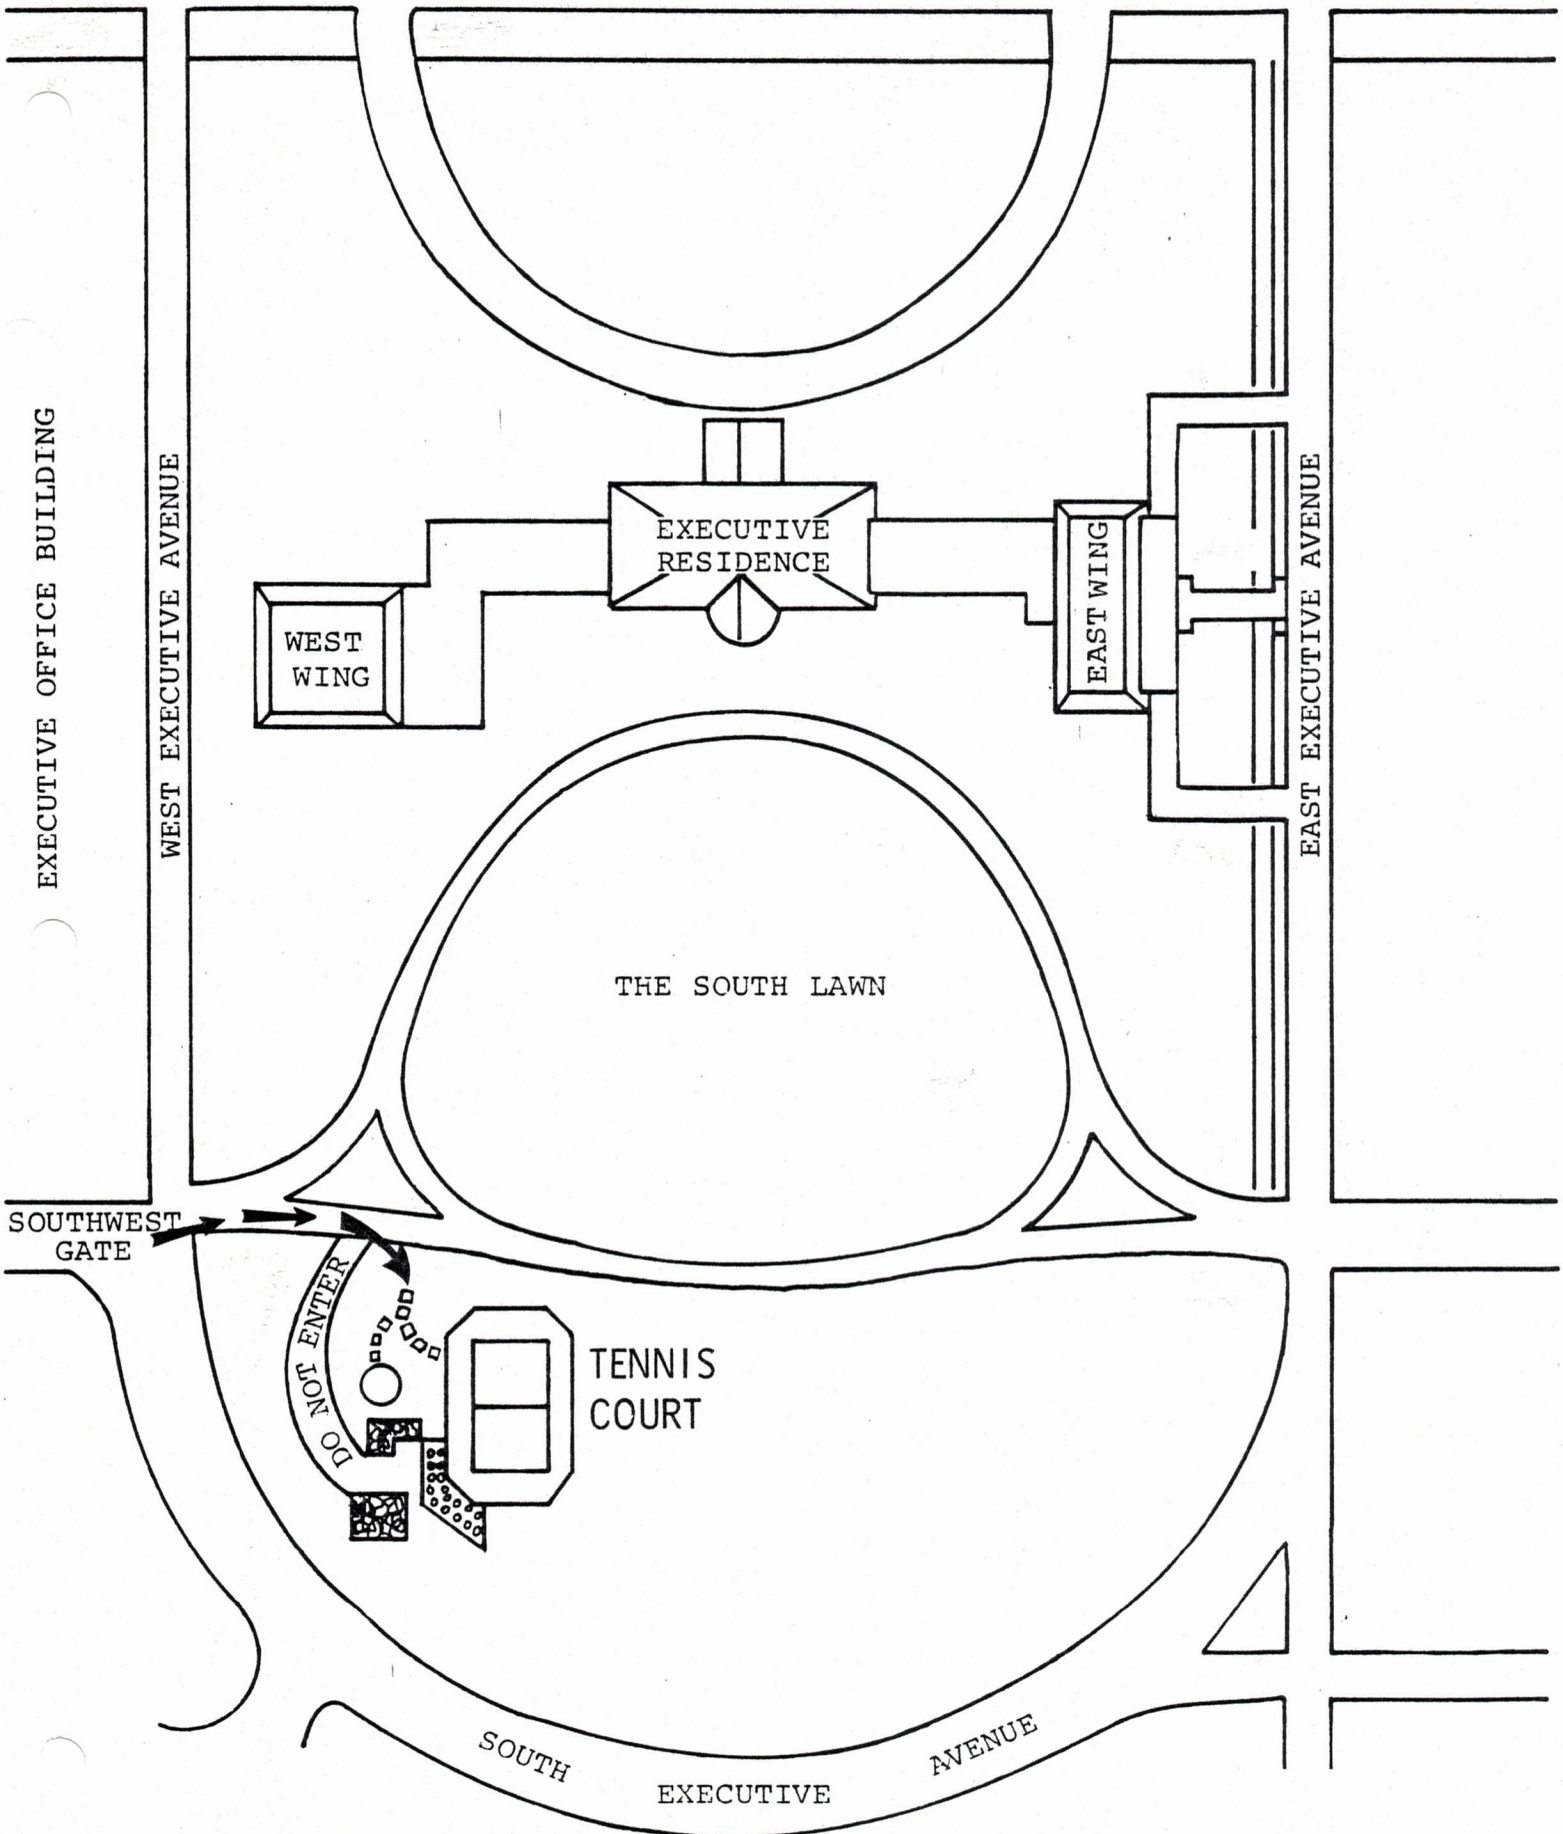 EXECUTIVE OFFICE BUILDING
WEST EXECUTIVE AVENUE
EXECUTIVE
RESIDENCE
WEST
WING
EAST WING
EAST EXECUTIVE AVENUE
THE SOUTH LAWN
SOUTHWEST
GATE
DO NOT ENTER
TENNIS
COURT
SOUTH EXECUTIVE AVENUE